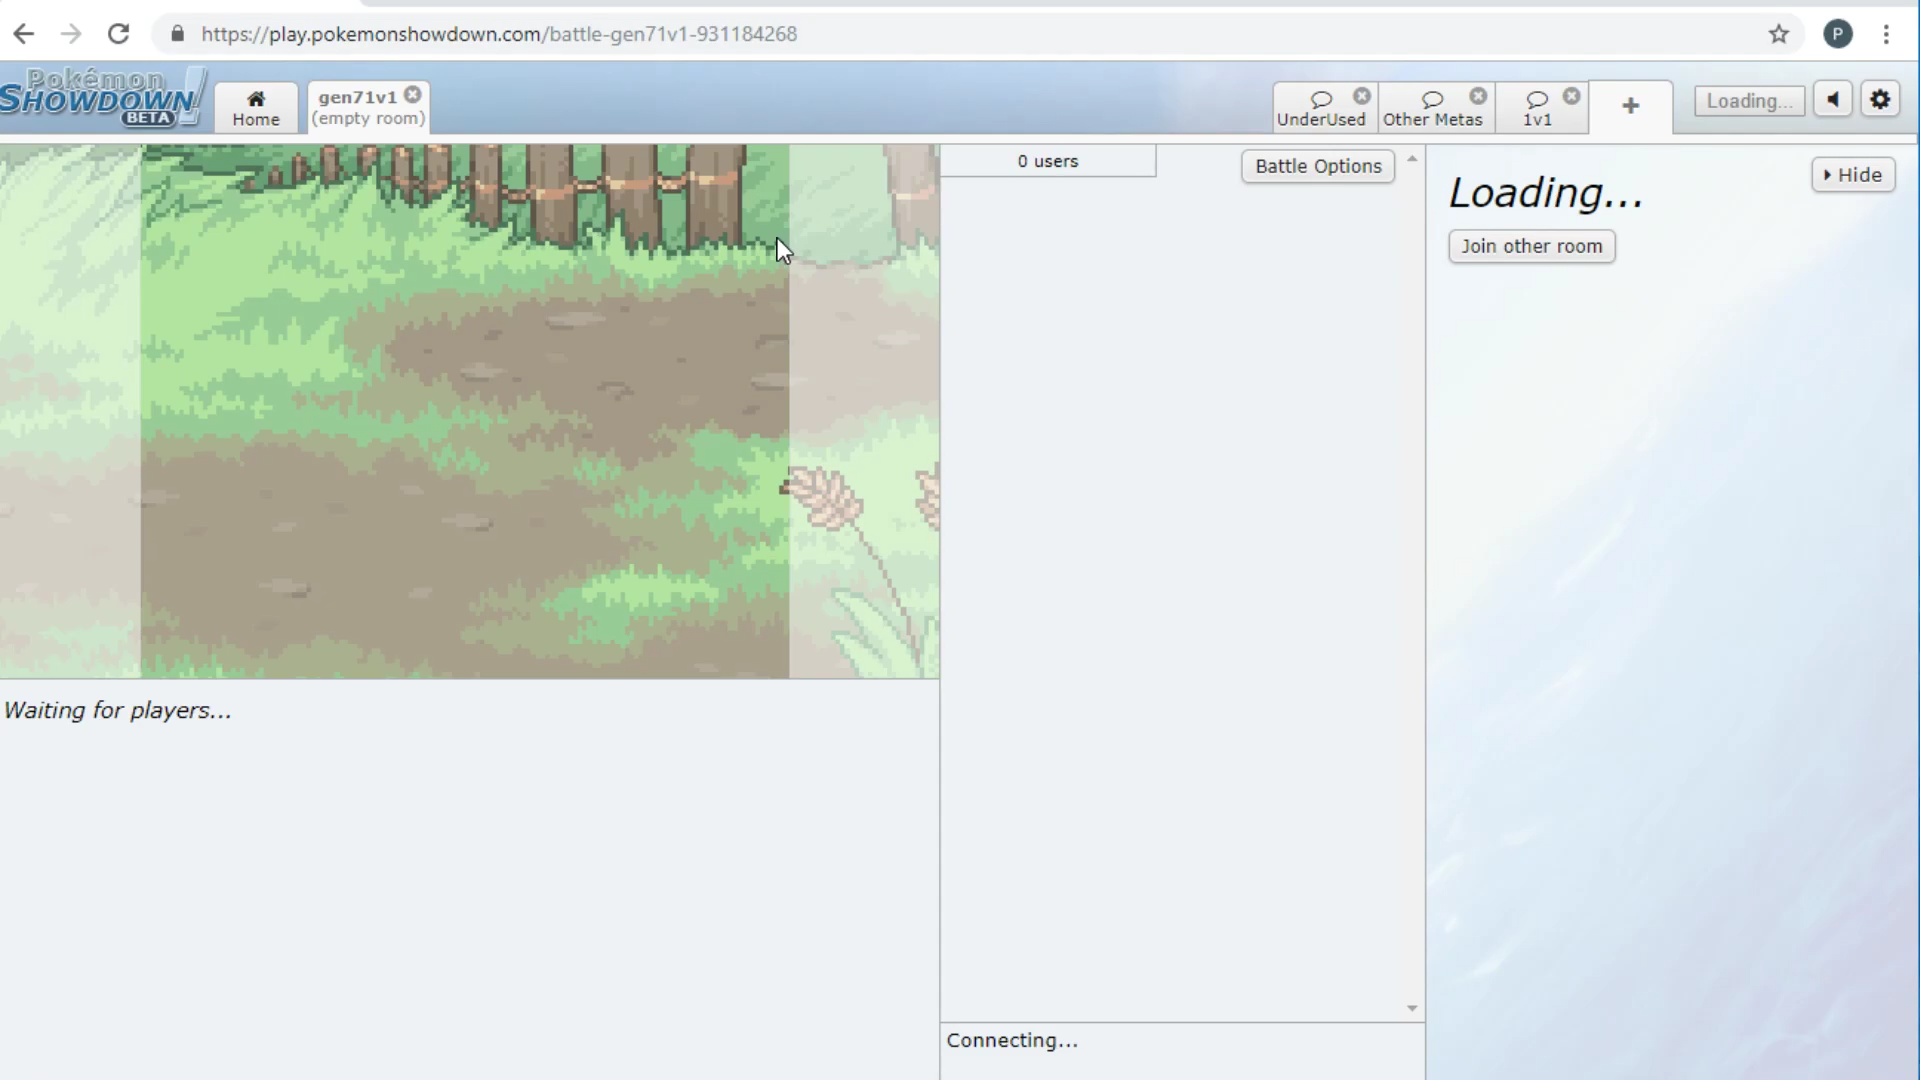 https://play.pokemonshowdown.com/battle-gen71v1-931184268
P
Pokémon
SHOWDOWN!
BETA
Home
gen71v1
(empty room)
UnderUsed
Other Metas
1v1
+
Loading...
0 users
Battle Options
Loading...
Hide
Join other room
Waiting for players...
Connecting...